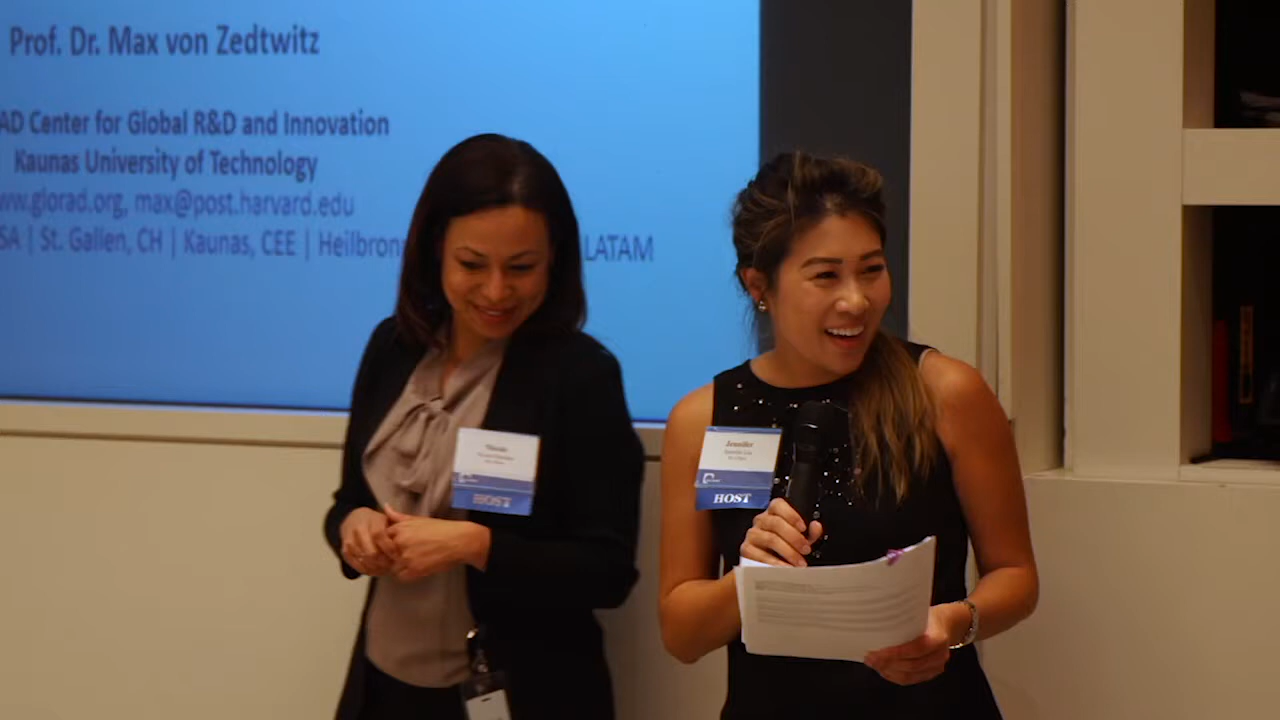 Prof. Dr. Max von Zedtwitz
AD Center for Global R&D and Innovation
Kaunas University of Technology
ww.glorad.org, max@post.harvard.edu
SA | St. Gallen, CH | Kaunas, CEE | Heilbron
LATAM
HOST
Jennifer
HOST